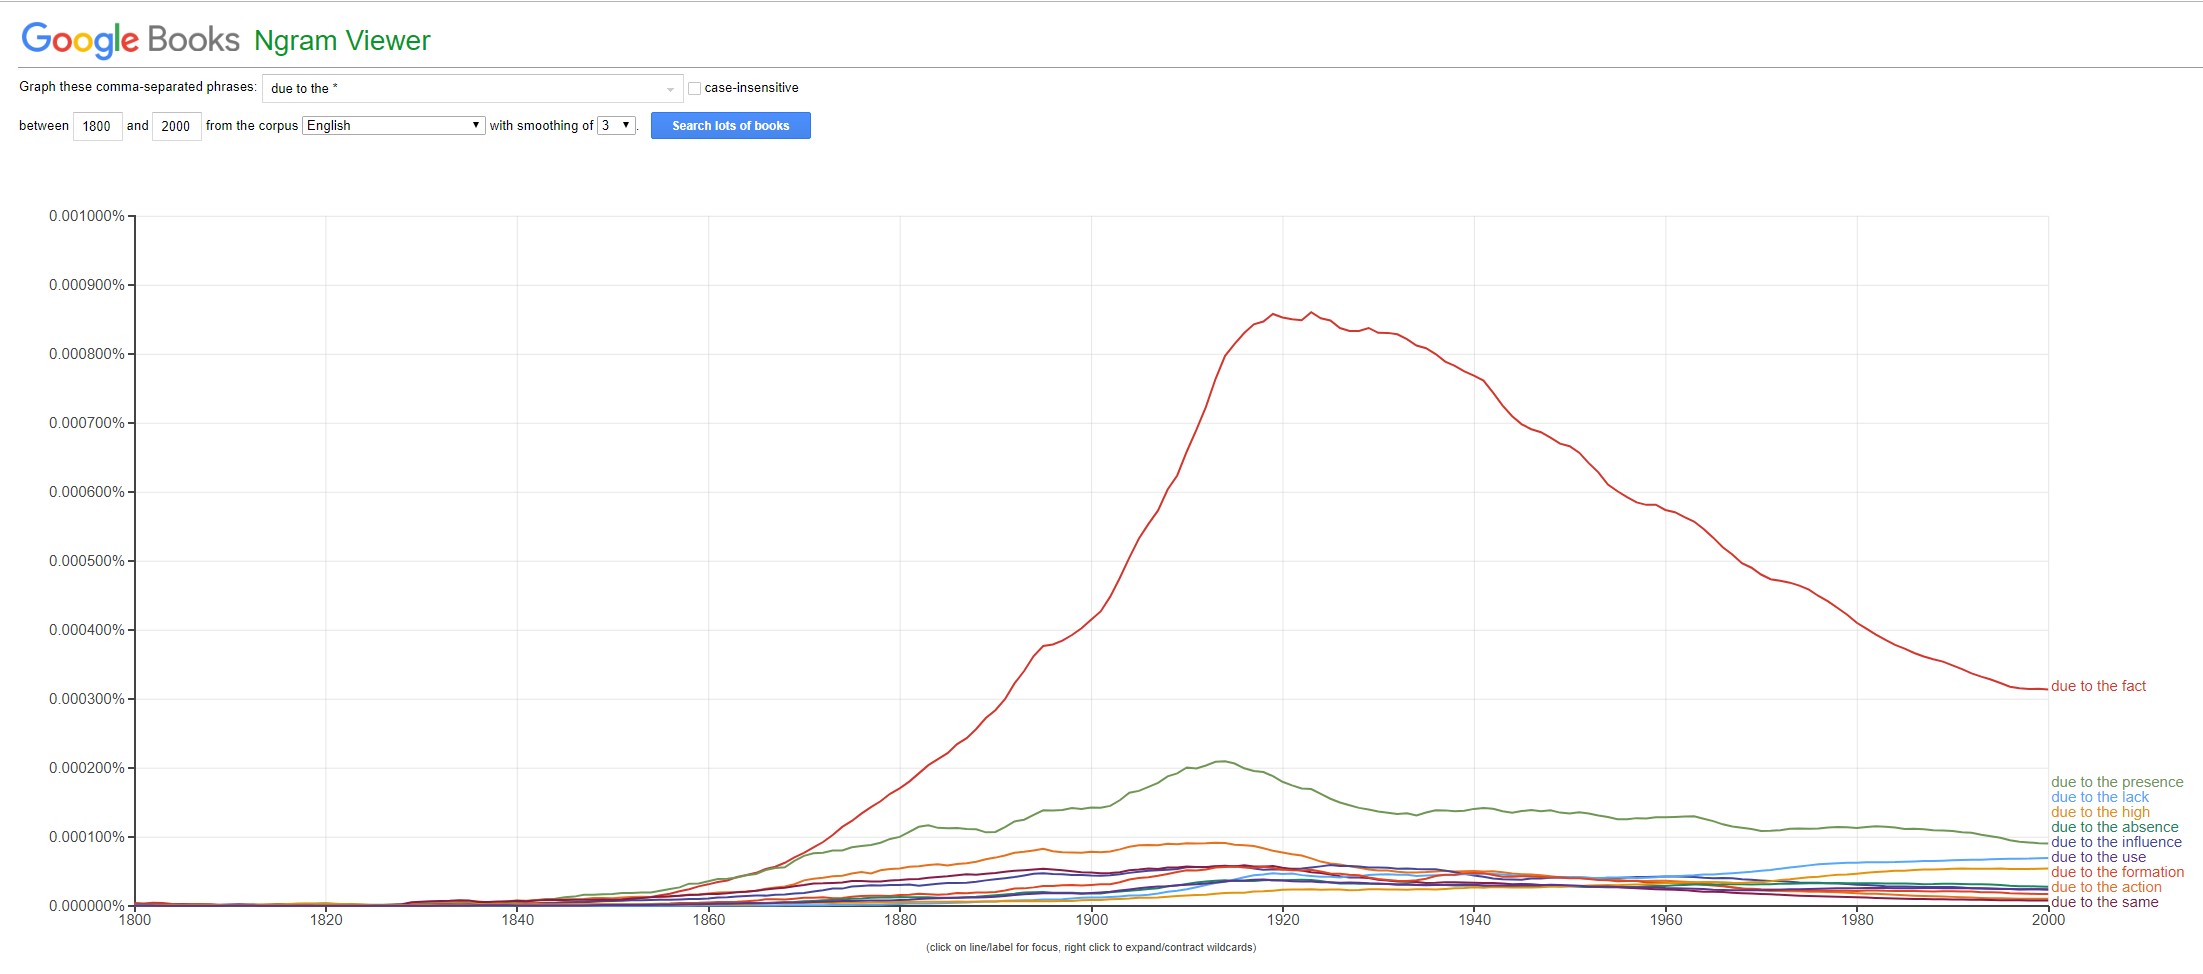 Google Books Ngram Viewer
Graph these comma-separated phrases: due to the * case-insensitive
between 1800 and 2000 from the corpus English with smoothing of 3. Search lots of books
0.001000%
0.000900%
0.000800%
0.000700%
0.000600%
0.000500%
0.000400%
0.000300%
0.000200%
0.000100%
0.000000%
due to the fact
due to the presence
due to the lack
due to the high
due to the absence
due to the influence
due to the use
due to the formation
due to the action
due to the same
1800 1820 1840 1860 1880 1900 1920 1940 1960 1980 2000
(click on line/label for focus, right click to expand/contract wildcards)